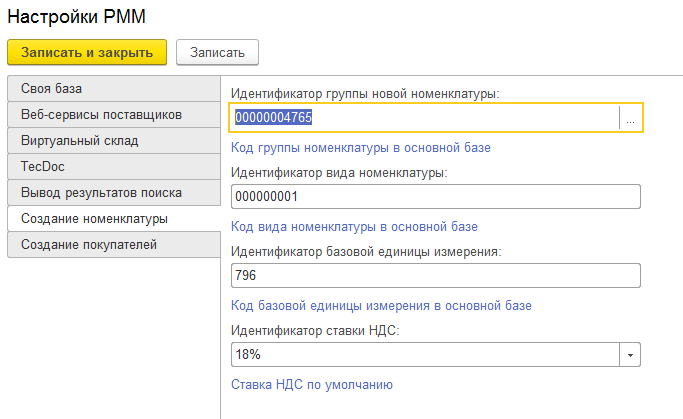 Настройки РММ
Записать и закрыть
Записать
Своя база
Веб-сервисы поставщиков
Виртуальный склад
TecDoc
Вывод результатов поиска
Создание номенклатуры
Создание покупателей
Идентификатор группы новой номенклатуры:
00000004765
...
Код группы номенклатуры в основной базе
Идентификатор вида номенклатуры:
000000001
Код вида номенклатуры в основной базе
Идентификатор базовой единицы измерения:
796
Код базовой единицы измерения в основной базе
Идентификатор ставки НДС:
18%
Ставка НДС по умолчанию